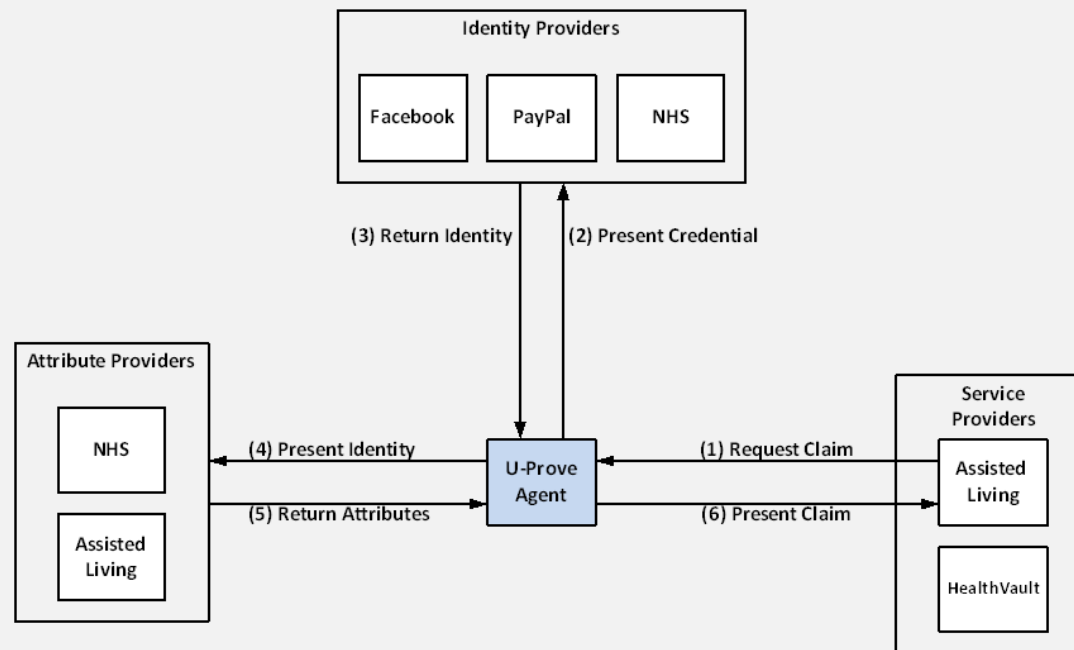 Identity Providers
Facebook
PayPal
NHS
(3) Return Identity
(2) Present Credential
Attribute Providers
NHS
Assisted
Living
(4) Present Identity
(5) Return Attributes
U-Prove
Agent
(1) Request Claim
(6) Present Claim
Service
Providers
Assisted
Living
HealthVault